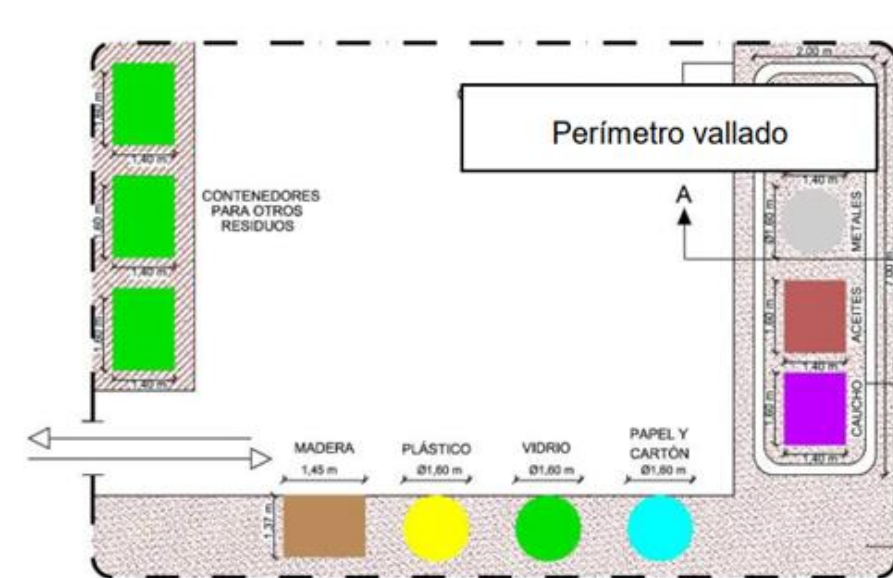 2,00 m
Perímetro vallado
1,60 m
1,40 m
1,40 m
CONTENEDORES
PARA OTROS
RESIDUOS
A
Ø1,60 m
METALES
1,40 m
1,60 m
ACEITES
1,40 m
1,40 m
1,60 m
CAUCHO
1,40 m
MADERA
1,45 m
PLÁSTICO
Ø1,60 m
VIDRIO
Ø1,60 m
PAPEL Y
CARTÓN
Ø1,60 m
1,37 m